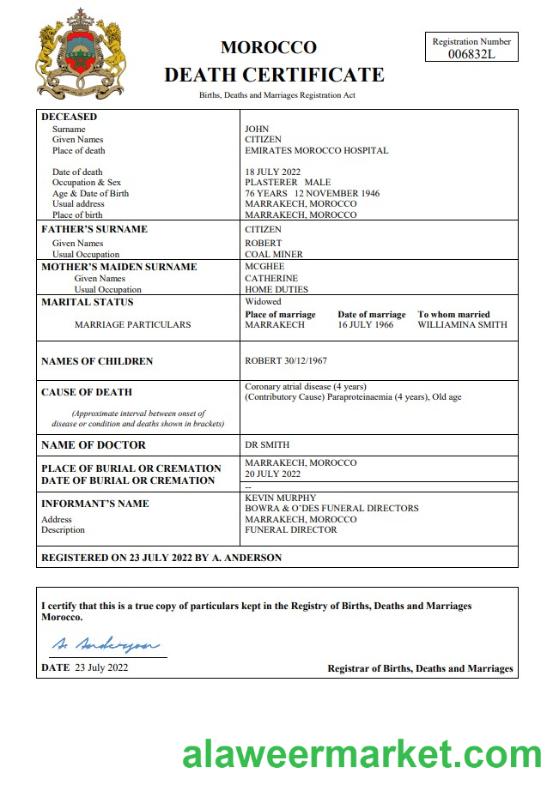 MOROCCO
DEATH CERTIFICATE
Births, Deaths and Marriages Registration Act
Registration Number
006832L
DECEASED
Surname JOHN
Given Names CITIZEN
Place of death EMIRATES MOROCCO HOSPITAL
Date of death 18 JULY 2022
Occupation & Sex PLASTERER MALE
Age & Date of Birth 76 YEARS 12 NOVEMBER 1946
Usual address MARRAKECH, MOROCCO
Place of birth MARRAKECH, MOROCCO
FATHER'S SURNAME CITIZEN
Given Names ROBERT
Usual Occupation COAL MINER
MOTHER'S MAIDEN SURNAME MCGHEE
Given Names CATHERINE
Usual Occupation HOME DUTIES
MARITAL STATUS Widowed
Place of marriage Date of marriage To whom married
MARRIAGE PARTICULARS MARRAKECH 16 JULY 1966 WILLIAMINA SMITH
NAMES OF CHILDREN ROBERT 30/12/1967
CAUSE OF DEATH Coronary atrial disease (4 years)
(Contributory Cause) Paraproteinaemia (4 years), Old age
(Approximate interval between onset of
disease or condition and deaths shown in brackets)
NAME OF DOCTOR DR SMITH
PLACE OF BURIAL OR CREMATION MARRAKECH, MOROCCO
DATE OF BURIAL OR CREMATION 20 JULY 2022
--
INFORMANT'S NAME KEVIN MURPHY
BOWRA & O'DES FUNERAL DIRECTORS
Address MARRAKECH, MOROCCO
Description FUNERAL DIRECTOR
REGISTERED ON 23 JULY 2022 BY A. ANDERSON
I certify that this is a true copy of particulars kept in the Registry of Births, Deaths and Marriages
Morocco.
A. Anderson
DATE 23 July 2022 Registrar of Births, Deaths and Marriages
alaweermarket.com